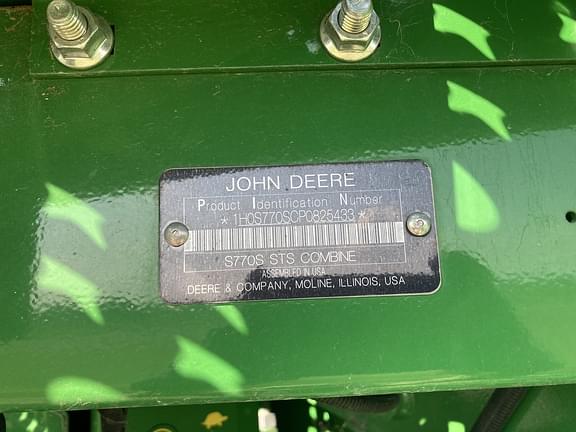 JOHN DEERE
Product Identification Number
*1H0S770SCP0825433*
S770S STS COMBINE
ASSEMBLED IN USA
DEERE & COMPANY, MOLINE, ILLINOIS, USA